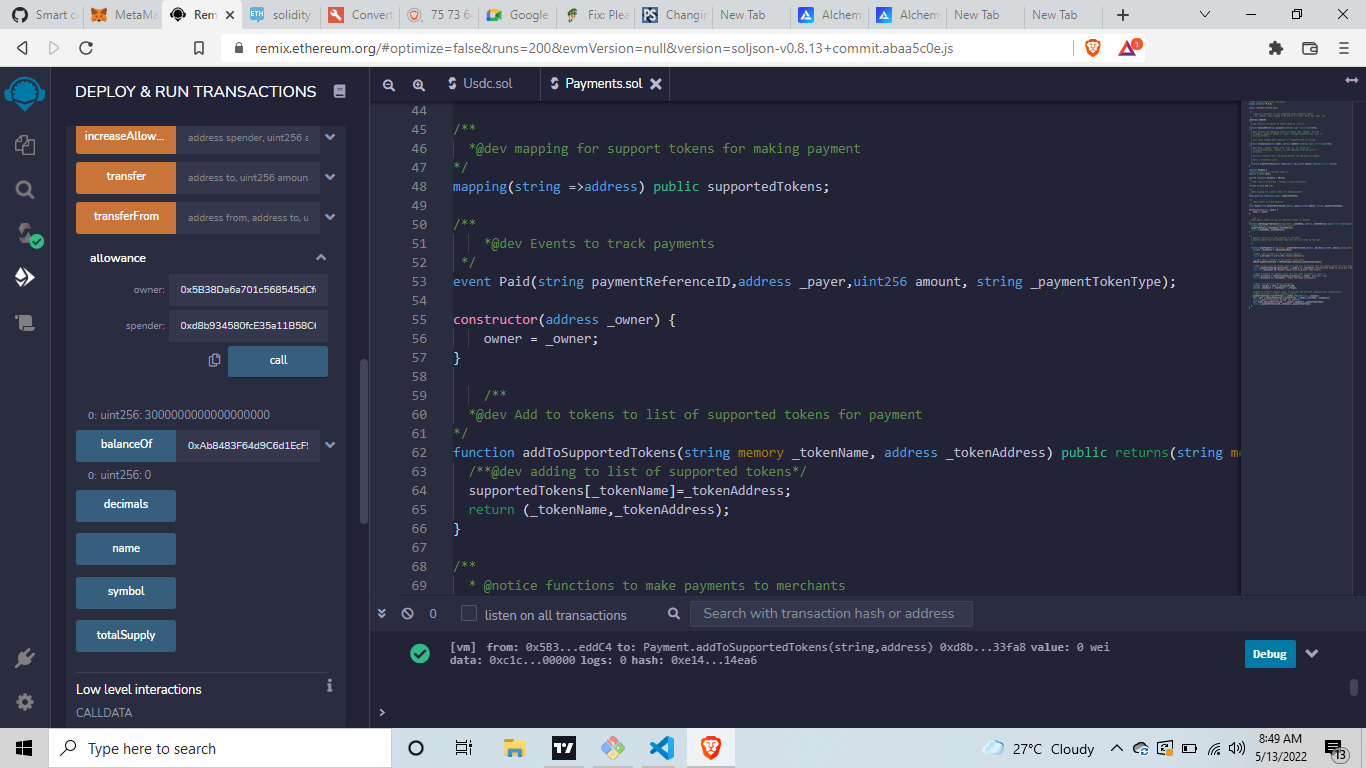 Smart c
MetaMa
Rem
solidity
Convert
75 73 64
Google
Fix: Plea
Changin
New Tab
Alchem
Alchem
New Tab
New Tab
remix.ethereum.org/#optimize=false&runs=200&evmVersion=null&version=soljson-v0.8.13+commit.abaa5c0e.js
1
DEPLOY & RUN TRANSACTIONS
increaseAllow...
address spender, uint256 a
transfer
address to, uint256 amoun
transferFrom
address from, address to, u
allowance
owner:
0x5B38Da6a701c568545dCf
spender:
0xd8b934580fcE35a11B58C6
call
0: uint256: 3000000000000000000
balanceOf
0xAb8483F64d9C6d1EcF
0: uint256: 0
decimals
name
symbol
totalSupply
Low level interactions
CALLDATA
Usdc.sol
Payments.sol
44
45 /**
46 *@dev mapping for support tokens for making payment
47 */
48 mapping(string =>address) public supportedTokens;
49
50 /**
51 *@dev Events to track payments
52 */
53 event Paid(string paymentReferenceID,address _payer,uint256 amount, string _paymentTokenType);
54
55 constructor(address _owner) {
56 owner = _owner;
57 }
58
59 /**
60 *@dev Add to tokens to list of supported tokens for payment
61 */
62 function addToSupportedTokens(string memory _tokenName, address _tokenAddress) public returns(string me
63 /**@dev adding to list of supported tokens*/
64 supportedTokens[_tokenName]=_tokenAddress;
65 return (_tokenName,_tokenAddress);
66 }
67
68 /**
69 * @notice functions to make payments to merchants
0
listen on all transactions
Search with transaction hash or address
[vm] from: 0x5B3...eddC4 to: Payment.addToSupportedTokens(string,address) 0xd8b...33fa8 value: 0 wei
data: 0xc1c...00000 logs: 0 hash: 0xe14...14ea6
Debug
>
Type here to search
27°C Cloudy
8:49 AM
5/13/2022
13